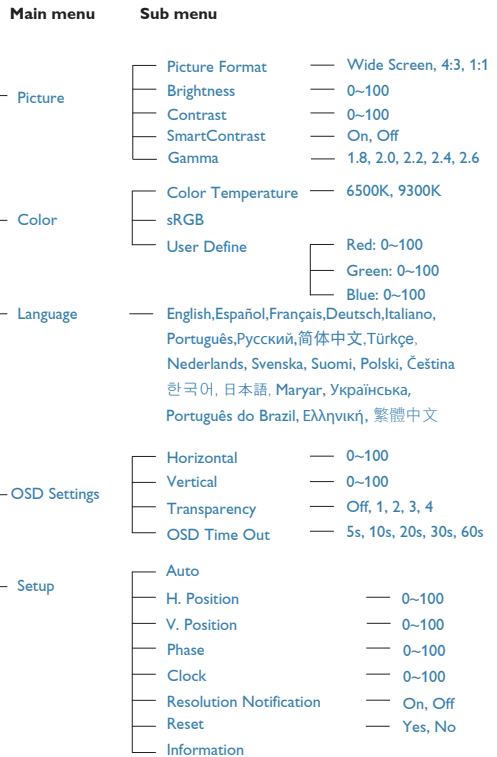 Main menu Sub menu
Picture
Picture Format Wide Screen, 4:3, 1:1
Brightness 0~100
Contrast 0~100
SmartContrast On, Off
Gamma 1.8, 2.0, 2.2, 2.4, 2.6
Color
Color Temperature 6500K, 9300K
sRGB
User Define Red: 0~100
Green: 0~100
Blue: 0~100
Language English,Español,Français,Deutsch,Italiano,
Português,Русский,简体中文,Türkçe,
Nederlands, Svenska, Suomi, Polski, Čeština
한국어, 日本語, Maryar, Українська,
Português do Brazil, Ελληνική, 繁體中文
OSD Settings
Horizontal 0~100
Vertical 0~100
Transparency Off, 1, 2, 3, 4
OSD Time Out 5s, 10s, 20s, 30s, 60s
Setup
Auto
H. Position 0~100
V. Position 0~100
Phase 0~100
Clock 0~100
Resolution Notification On, Off
Reset Yes, No
Information